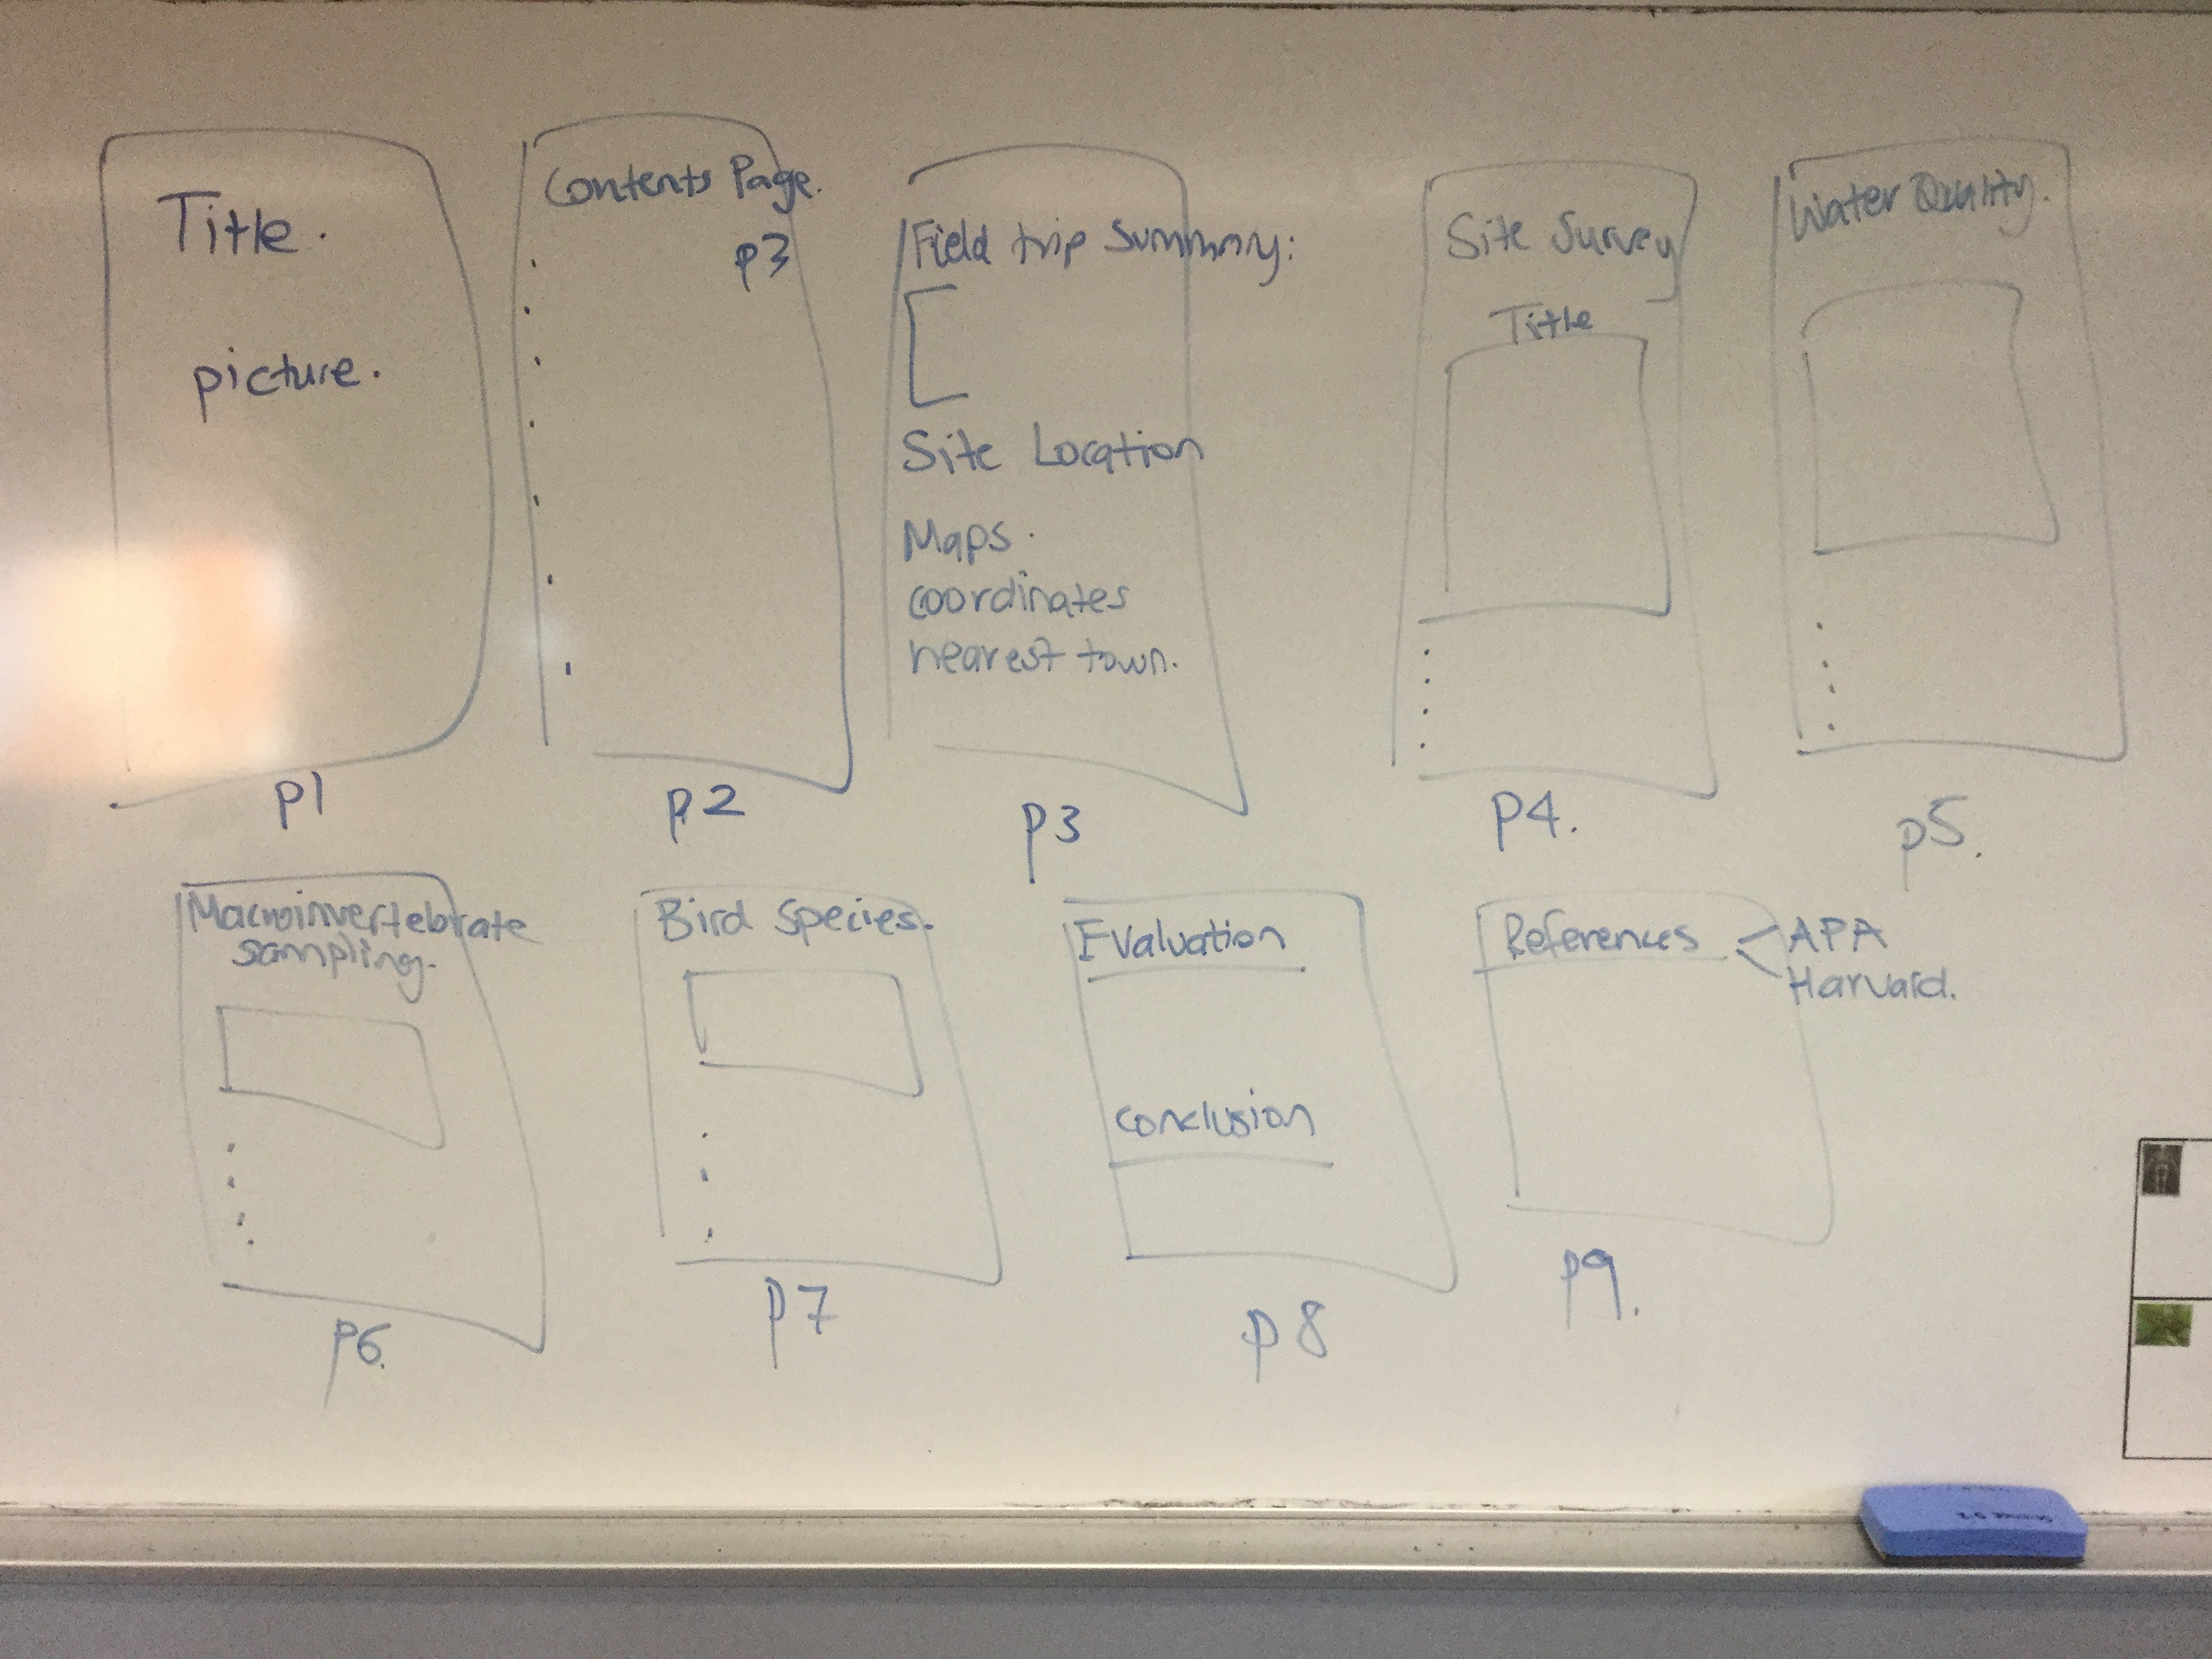 Title.
picture.
p1
Contents Page.
p3
p.2
Field trip Summary:
Site Location
Maps.
coordinates
nearest town.
p3
Site Survey
Title
p4.
Water Quality.
p5.
Macroinvertebrate
sampling.
p6.
Bird Species.
p7
Evaluation
conclusion
p8
References
APA
Harvard.
p9.